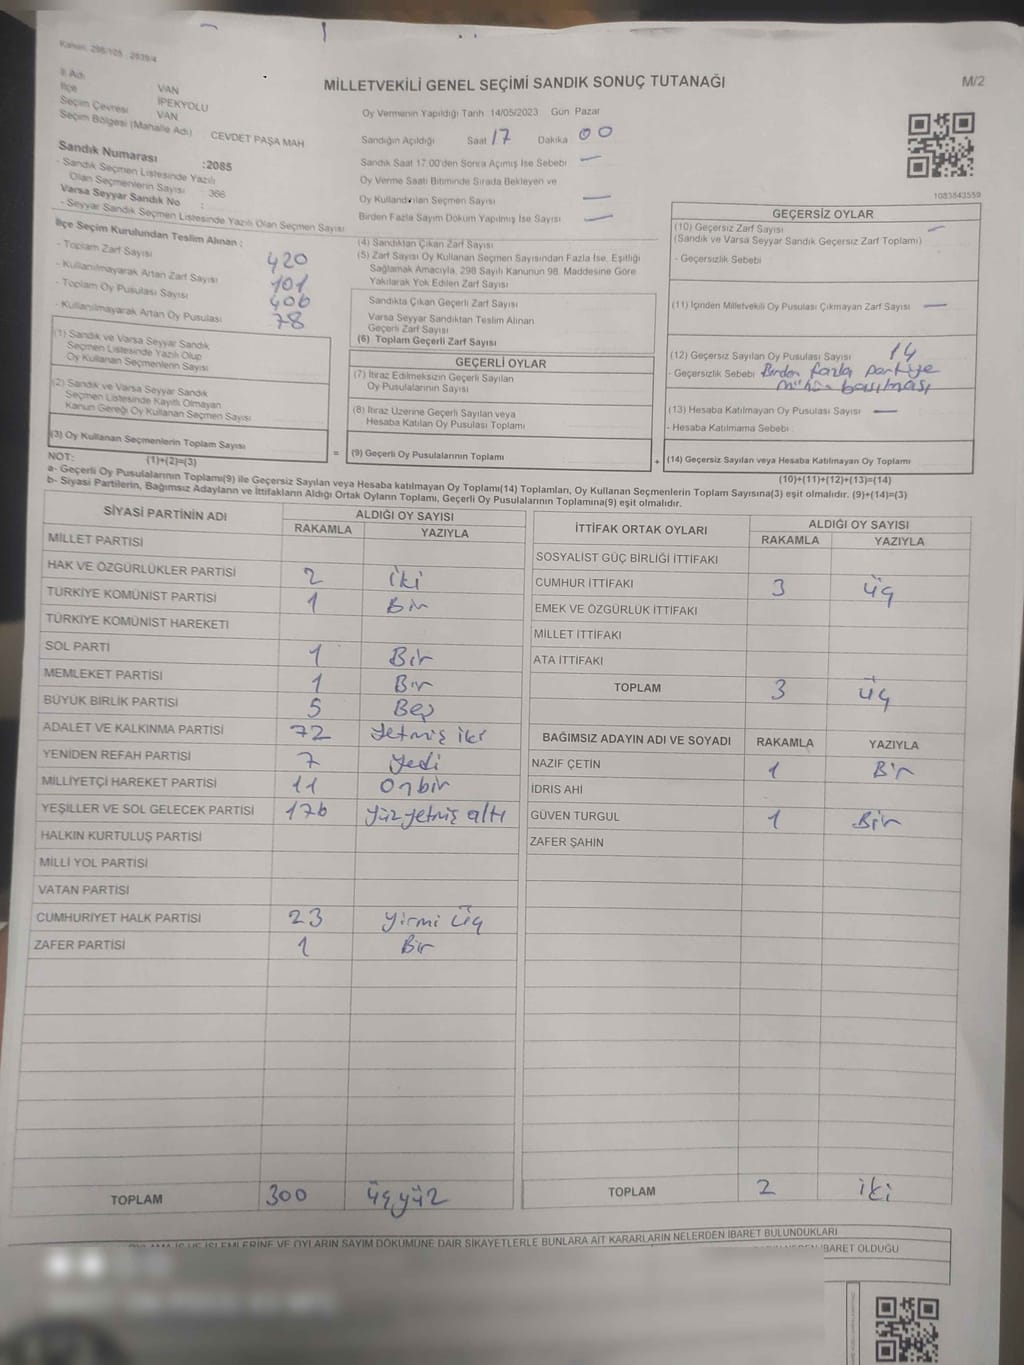 Kanun: 298/105 , 2839/4
MİLLETVEKİLİ GENEL SEÇİMİ SANDIK SONUÇ TUTANAĞI
M/2
İl Adı VAN
İlçe İPEKYOLU
Seçim Çevresi VAN
Seçim Bölgesi (Mahalle Adı) CEVDET PAŞA MAH
Sandık Numarası :2085
- Sandık Seçmen Listesinde Yazılı
Olan Seçmenlerin Sayısı : 366
Varsa Seyyar Sandık No :
- Seyyar Sandık Seçmen Listesinde Yazılı Olan Seçmen Sayısı
Oy Vermenin Yapıldığı Tarih 14/05/2023 Gün Pazar
Sandığın Açıldığı Saat 17 Dakika 00
Sandık Saat 17:00'den Sonra Açımış İse Sebebi —
Oy Verme Saati Bitiminde Sırada Bekleyen ve
Oy Kullandırılan Seçmen Sayısı —
Birden Fazla Sayım Döküm Yapılmış İse Sayısı —
1083843559
İlçe Seçim Kurulundan Teslim Alınan :
- Toplam Zarf Sayısı 420
- Kullanılmayarak Artan Zarf Sayısı 101
- Toplam Oy Pusulası Sayısı 406
- Kullanılmayarak Artan Oy Pusulası 78
(1) Sandık ve Varsa Seyyar Sandık
Seçmen Listesinde Yazılı Olup
Oy Kullanan Seçmenlerin Sayısı
(2) Sandık ve Varsa Seyyar Sandık
Seçmen Listesinde Kayıtlı Olmayan
Kanun Gereği Oy Kullanan Seçmen Sayısı
(3) Oy Kullanan Seçmenlerin Toplam Sayısı
(1)+(2)=(3)
(4) Sandıktan Çıkan Zarf Sayısı
(5) Zarf Sayısı Oy Kullanan Seçmen Sayısından Fazla İse, Eşitliği
Sağlamak Amacıyla, 298 Sayılı Kanunun 98. Maddesine Göre
Yakılarak Yok Edilen Zarf Sayısı
Sandıkta Çıkan Geçerli Zarf Sayısı
Varsa Seyyar Sandıktan Teslim Alınan
Geçerli Zarf Sayısı
(6) Toplam Geçerli Zarf Sayısı
GEÇERLİ OYLAR
(7) İtiraz Edilmeksizin Geçerli Sayılan
Oy Pusulalarının Sayısı
(8) İtiraz Üzerine Geçerli Sayılan veya
Hesaba Katılan Oy Pusulası Toplamı
= (9) Geçerli Oy Pusulalarının Toplamı
GEÇERSİZ OYLAR
(10) Geçersiz Zarf Sayısı —
(Sandık ve Varsa Seyyar Sandık Geçersiz Zarf Toplamı)
- Geçersizlik Sebebi
(11) İçinden Milletvekili Oy Pusulası Çıkmayan Zarf Sayısı —
(12) Geçersiz Sayılan Oy Pusulası Sayısı 14
- Geçersizlik Sebebi Birden fazla partiye
mühür basılması
(13) Hesaba Katılmayan Oy Pusulası Sayısı —
- Hesaba Katılmama Sebebi
+ (14) Geçersiz Sayılan veya Hesaba Katılmayan Oy Toplamı
(10)+(11)+(12)+(13)=(14)
NOT:
a- Geçerli Oy Pusulalarının Toplamı(9) ile Geçersiz Sayılan veya Hesaba katılmayan Oy Toplamı(14) Toplamları, Oy Kullanan Seçmenlerin Toplam Sayısına(3) eşit olmalıdır. (9)+(14)=(3)
b- Siyasi Partilerin, Bağımsız Adayların ve İttifakların Aldığı Ortak Oyların Toplamı, Geçerli Oy Pusulalarının Toplamına(9) eşit olmalıdır.
SİYASİ PARTİNİN ADI ALDIĞI OY SAYISI
RAKAMLA YAZIYLA
MİLLET PARTİSİ
HAK VE ÖZGÜRLÜKLER PARTİSİ 2 iki
TÜRKİYE KOMÜNİST PARTİSİ 1 Bir
TÜRKİYE KOMÜNİST HAREKETİ
SOL PARTİ 1 Bir
MEMLEKET PARTİSİ 1 Bir
BÜYÜK BİRLİK PARTİSİ 5 Beş
ADALET VE KALKINMA PARTİSİ 72 Yetmiş iki
YENİDEN REFAH PARTİSİ 7 Yedi
MİLLİYETÇİ HAREKET PARTİSİ 11 Onbir
YEŞİLLER VE SOL GELECEK PARTİSİ 176 Yüz yetmiş altı
HALKIN KURTULUŞ PARTİSİ
MİLLİ YOL PARTİSİ
VATAN PARTİSİ
CUMHURİYET HALK PARTİSİ 23 Yirmi üç
ZAFER PARTİSİ 1 Bir
TOPLAM 300 üçyüz
İTTİFAK ORTAK OYLARI ALDIĞI OY SAYISI
RAKAMLA YAZIYLA
SOSYALİST GÜÇ BİRLİĞİ İTTİFAKI
CUMHUR İTTİFAKI 3 üç
EMEK VE ÖZGÜRLÜK İTTİFAKI
MİLLET İTTİFAKI
ATA İTTİFAKI
TOPLAM 3 üç
BAĞIMSIZ ADAYIN ADI VE SOYADI RAKAMLA YAZIYLA
NAZİF ÇETİN 1 Bir
İDRİS AHİ
GÜVEN TURGUL 1 Bir
ZAFER ŞAHİN
TOPLAM 2 iki
İŞLEMLERİNE VE OYLARIN SAYIM DÖKÜMÜNE DAİR ŞİKAYETLERLE BUNLARA AİT KARARLARIN NELERDEN İBARET BULUNDUKLARI
İBARET OLDUĞU